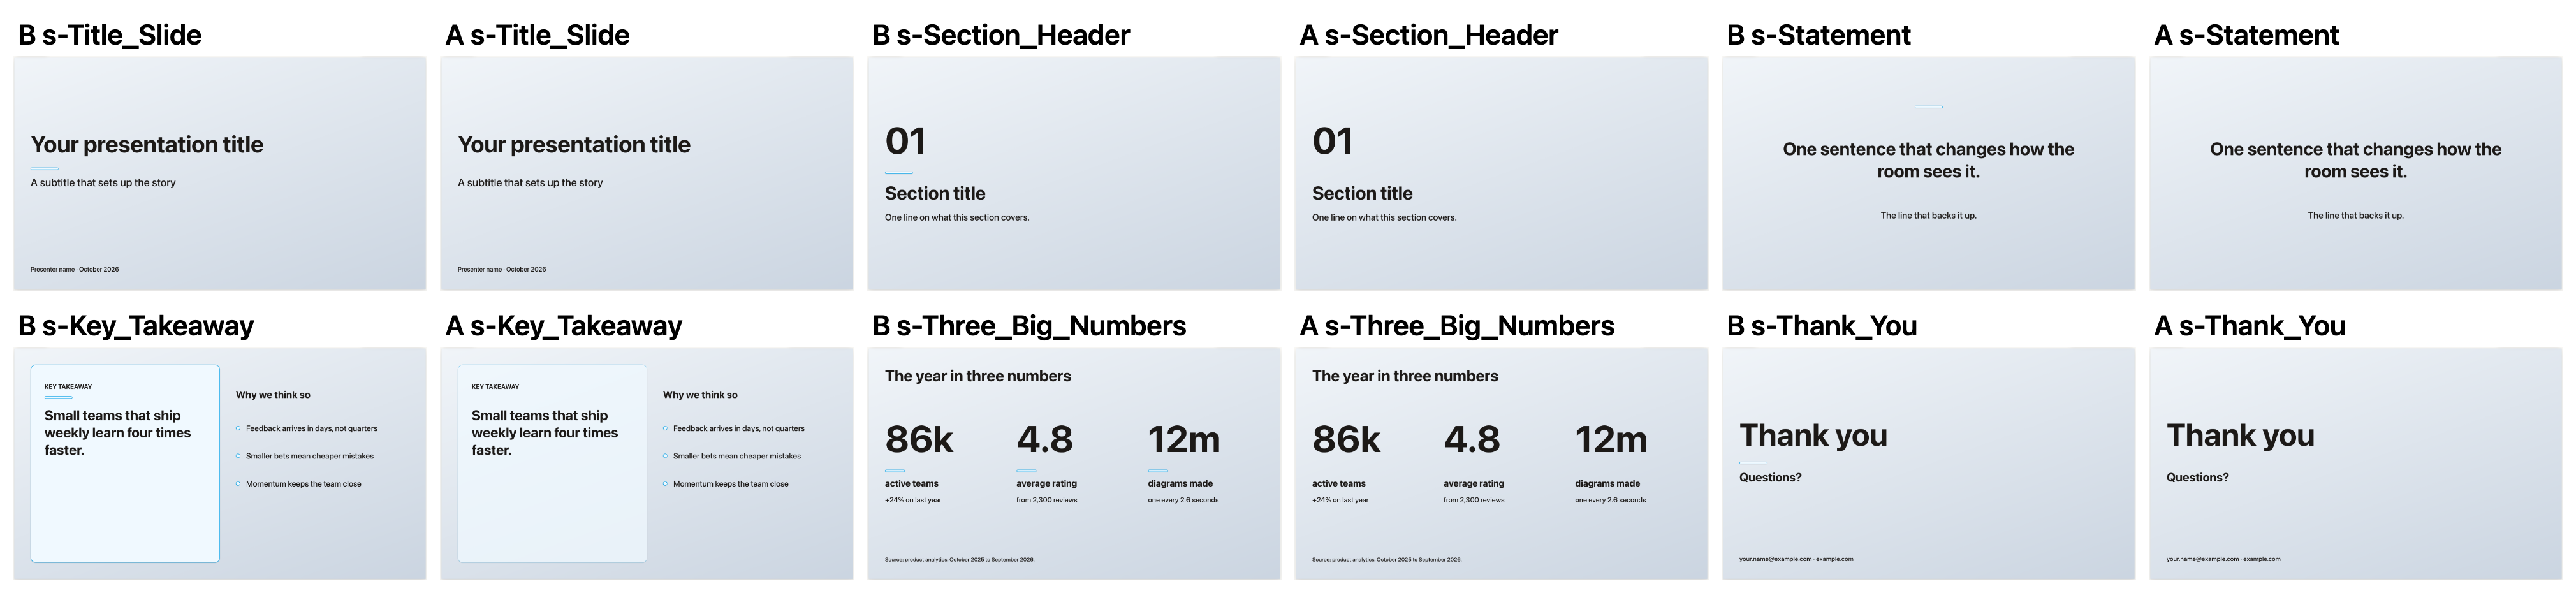 B s-Title_Slide
Your presentation title
A subtitle that sets up the story
Presenter name · October 2026
A s-Title_Slide
Your presentation title
A subtitle that sets up the story
Presenter name · October 2026
B s-Section_Header
01
Section title
One line on what this section covers.
A s-Section_Header
01
Section title
One line on what this section covers.
B s-Statement
One sentence that changes how the
room sees it.
The line that backs it up.
A s-Statement
One sentence that changes how the
room sees it.
The line that backs it up.
B s-Key_Takeaway
KEY TAKEAWAY
Small teams that ship
weekly learn four times
faster.
Why we think so
Feedback arrives in days, not quarters
Smaller bets mean cheaper mistakes
Momentum keeps the team close
A s-Key_Takeaway
KEY TAKEAWAY
Small teams that ship
weekly learn four times
faster.
Why we think so
Feedback arrives in days, not quarters
Smaller bets mean cheaper mistakes
Momentum keeps the team close
B s-Three_Big_Numbers
The year in three numbers
86k 4.8 12m
active teams average rating diagrams made
+24% on last year from 2,300 reviews one every 2.6 seconds
Source: product analytics, October 2025 to September 2026.
A s-Three_Big_Numbers
The year in three numbers
86k 4.8 12m
active teams average rating diagrams made
+24% on last year from 2,300 reviews one every 2.6 seconds
Source: product analytics, October 2025 to September 2026.
B s-Thank_You
Thank you
Questions?
your.name@example.com · example.com
A s-Thank_You
Thank you
Questions?
your.name@example.com · example.com